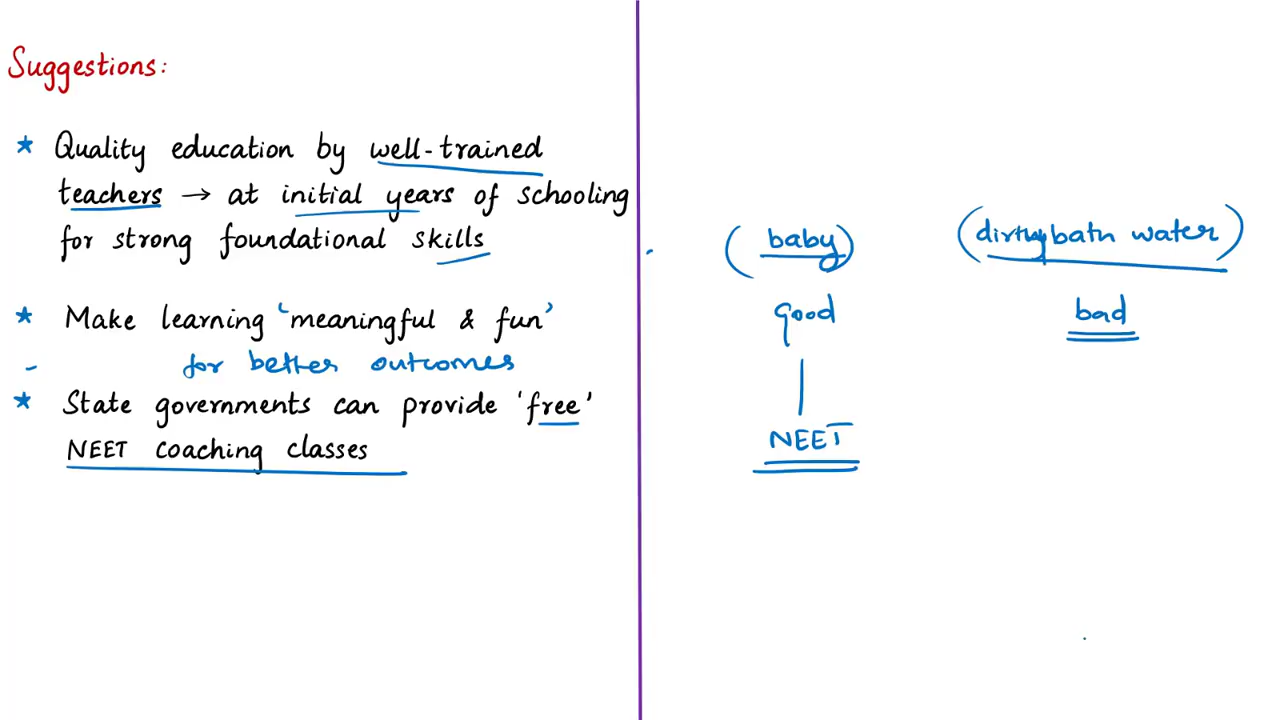 Suggestions:
★ Quality education by well-trained
teachers → at initial years of schooling
for strong foundational skills
★ Make learning 'meaningful & fun'
for better outcomes
★ State governments can provide 'free'
NEET coaching classes
(baby)
good
NEET
(dirty bath water)
bad